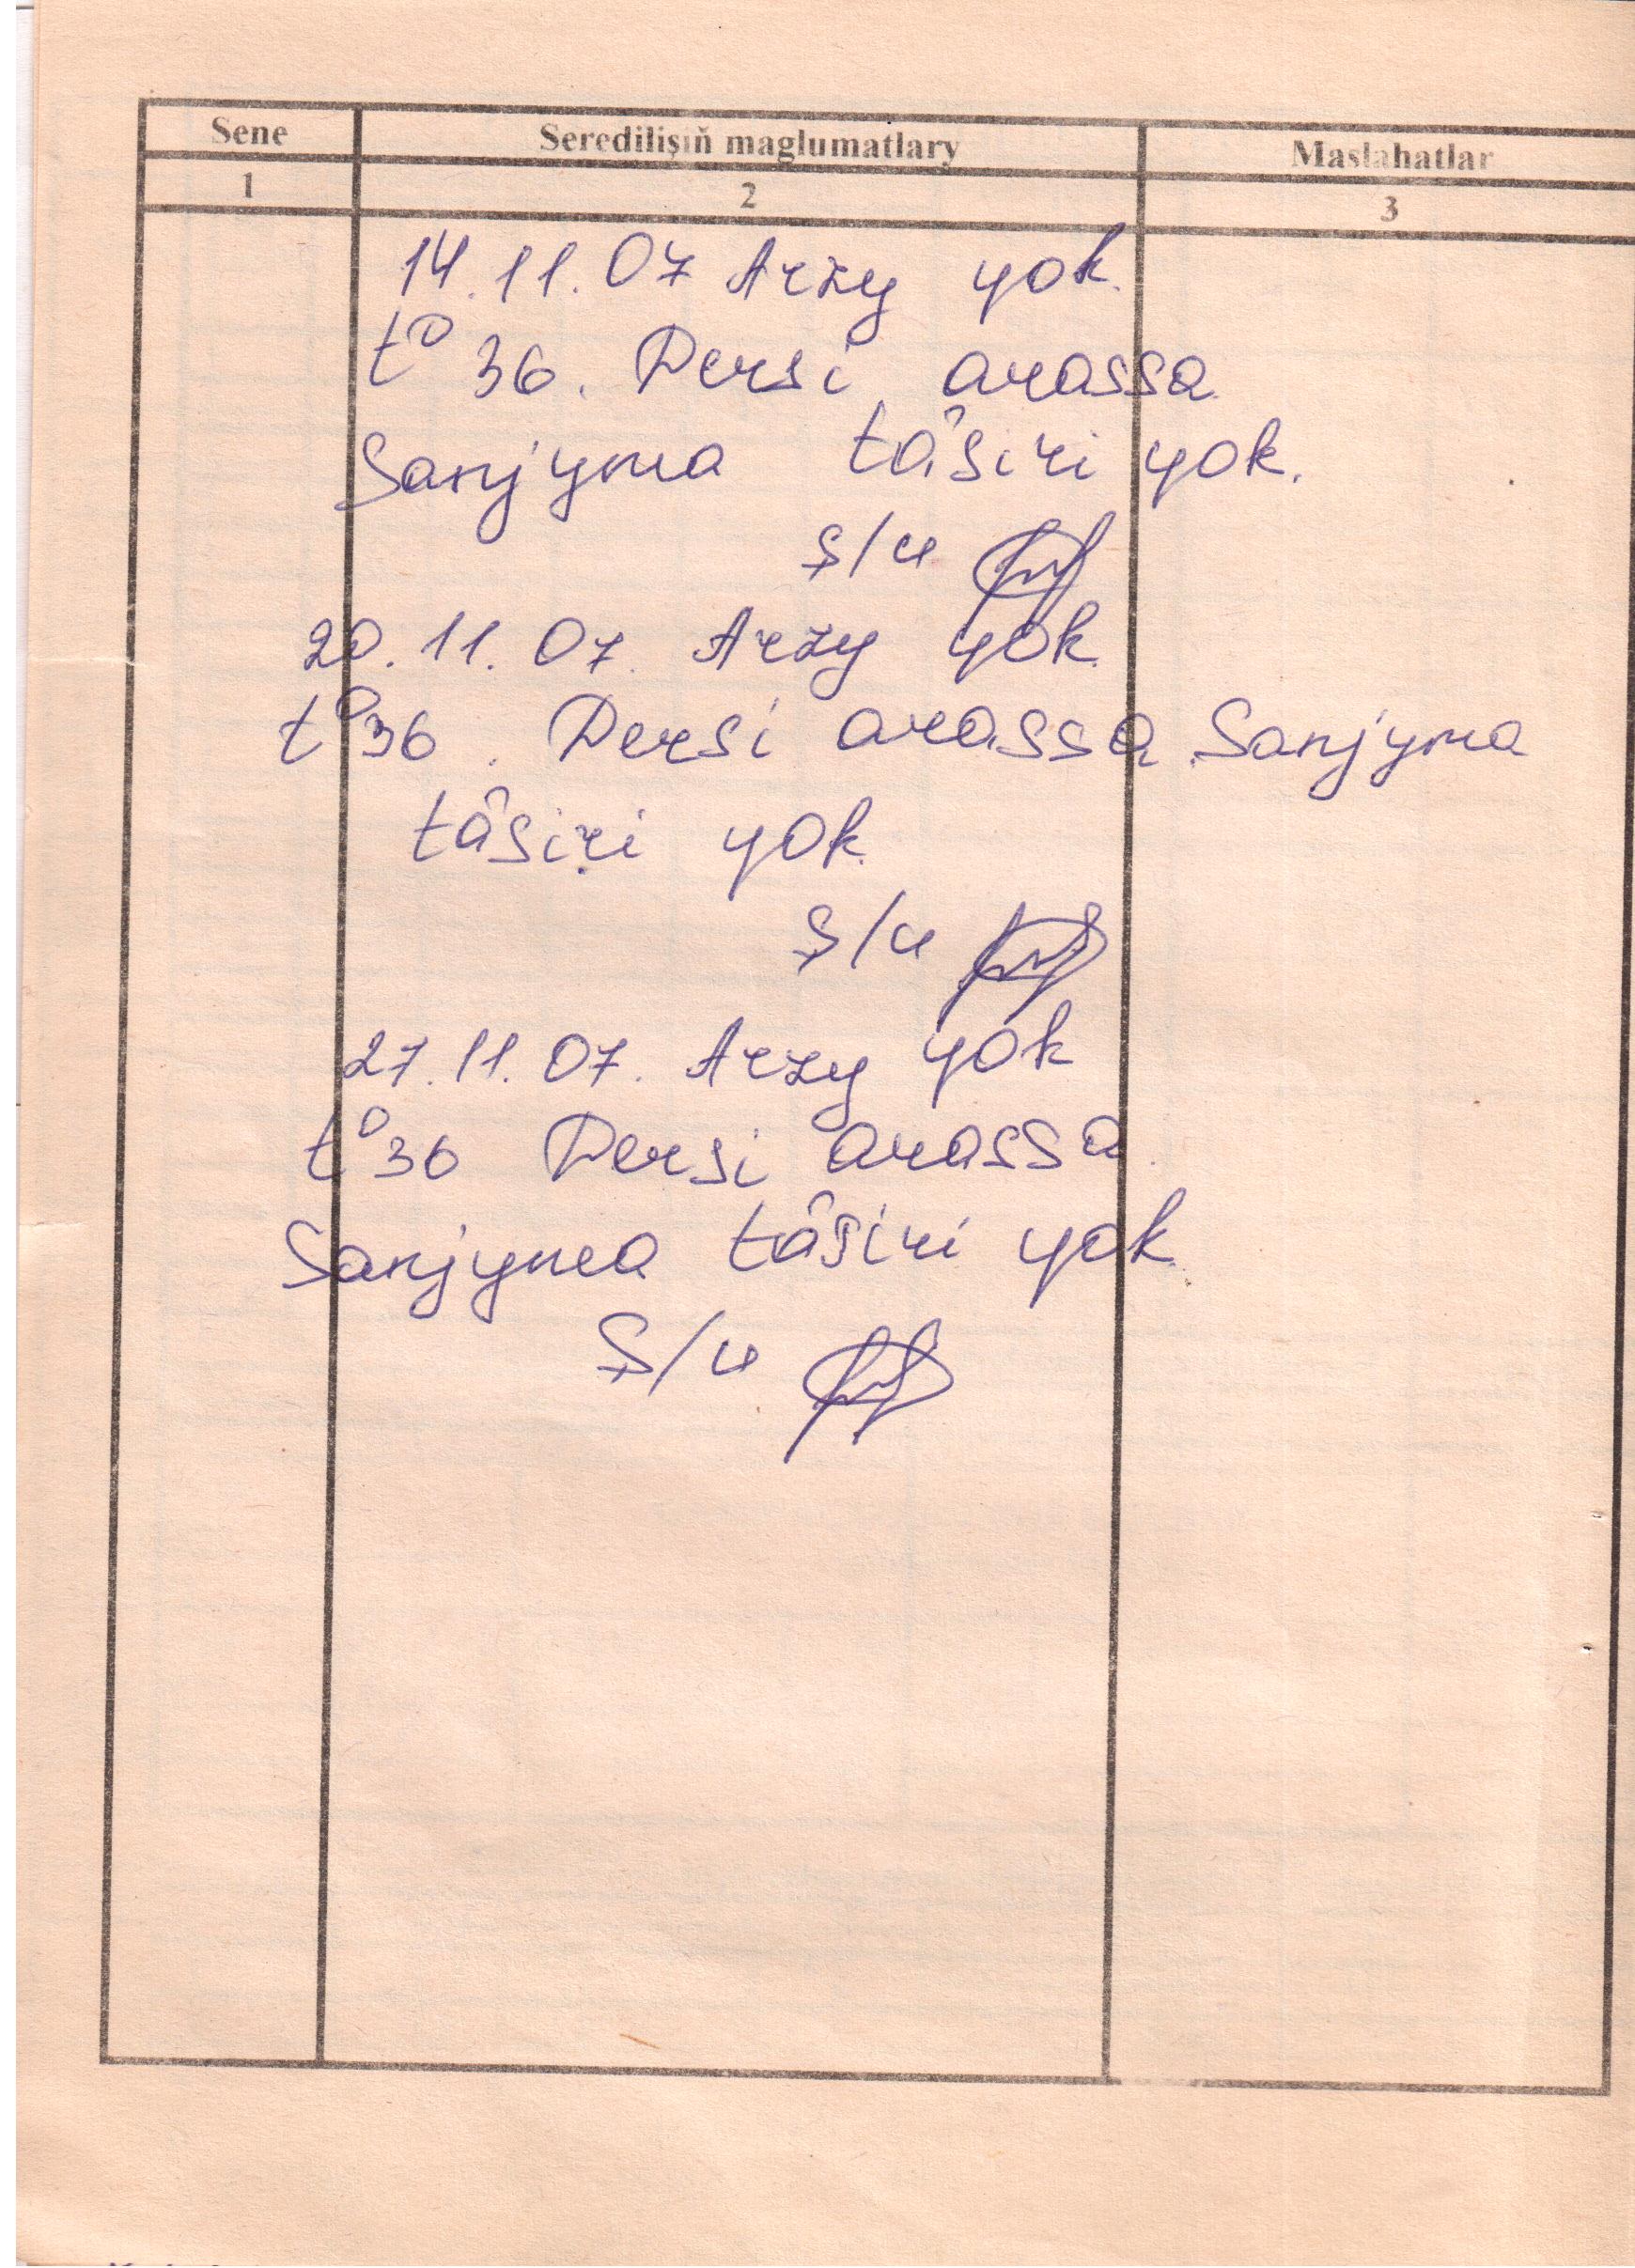 Sene Seredilişiň maglumatlary Maslahatlar
1 2 3
14.11.07 Arzy yok.
t° 36. Dersi arassa
Sanjyma täsiri yok.
ş/u
20.11.07. Arzy yok
t° 36. Dersi arassa Sanjyma
täsiri yok
Ş/u
27.11.07. Arzy yok
t° 36 Dersi arassa.
Sanjyma täsiri yok
Ş/u